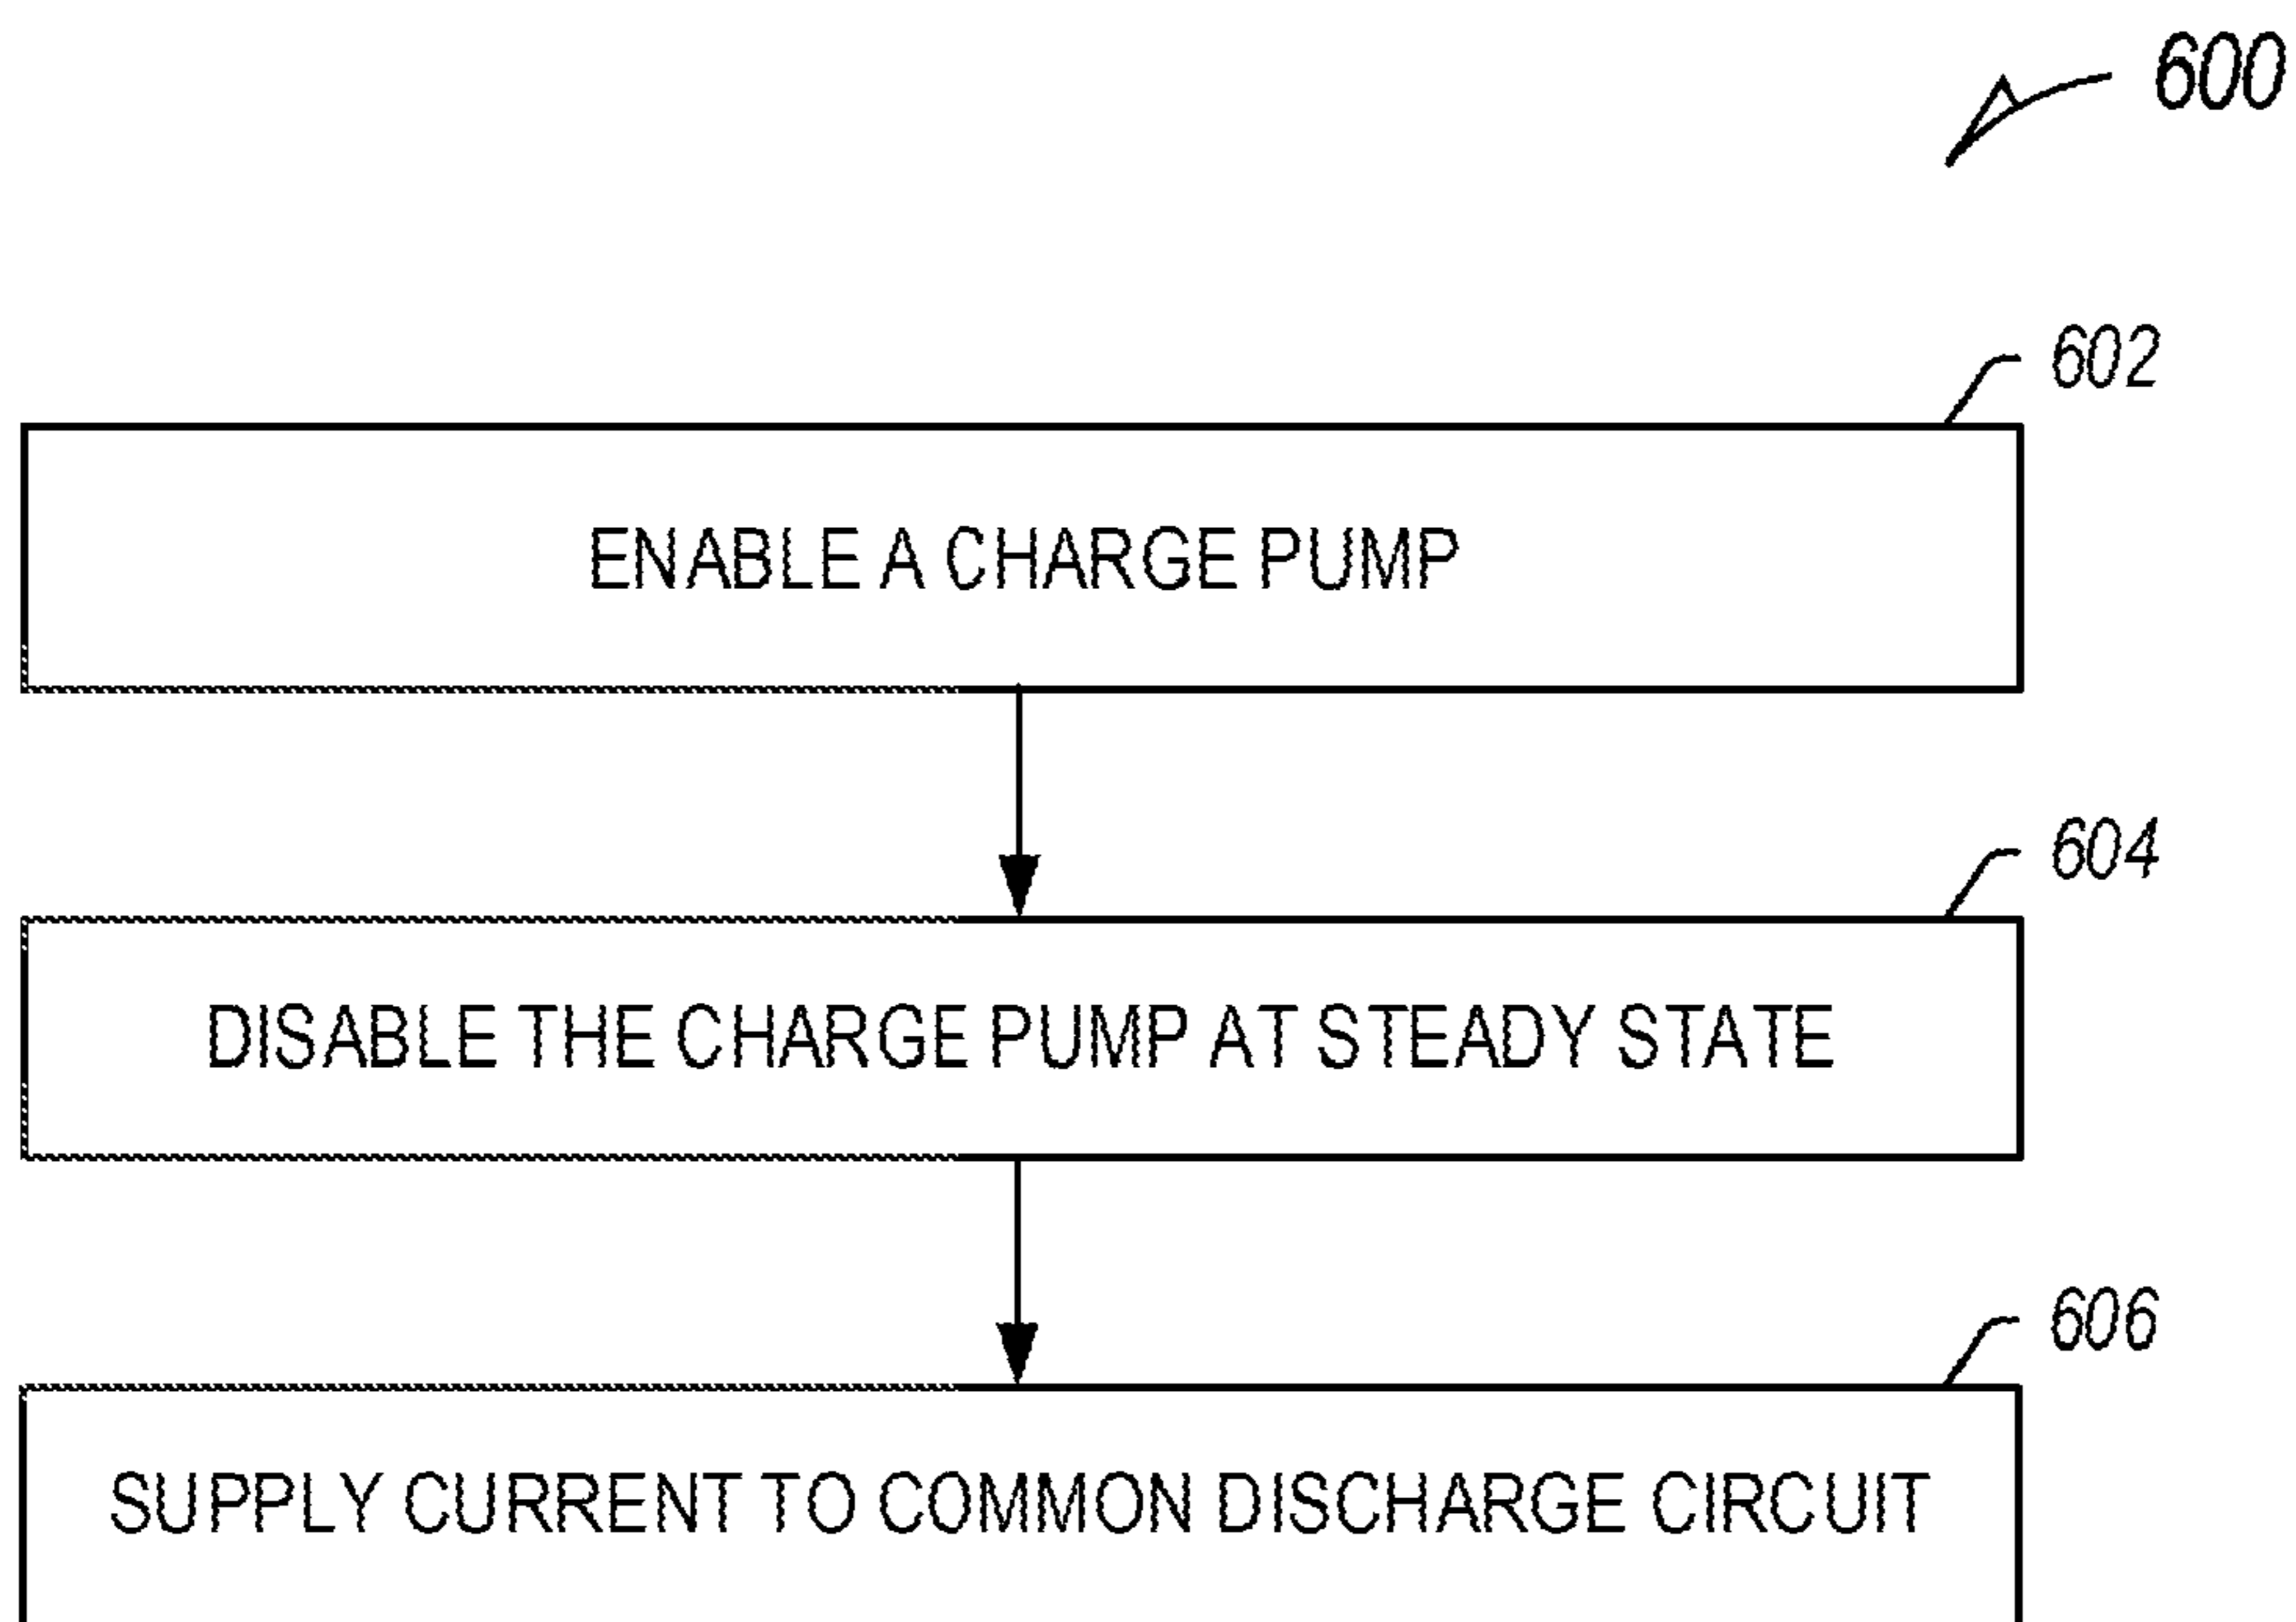 600
602
ENABLE A CHARGE PUMP
604
DISABLE THE CHARGE PUMP AT STEADY STATE
606
SUPPLY CURRENT TO COMMON DISCHARGE CIRCUIT